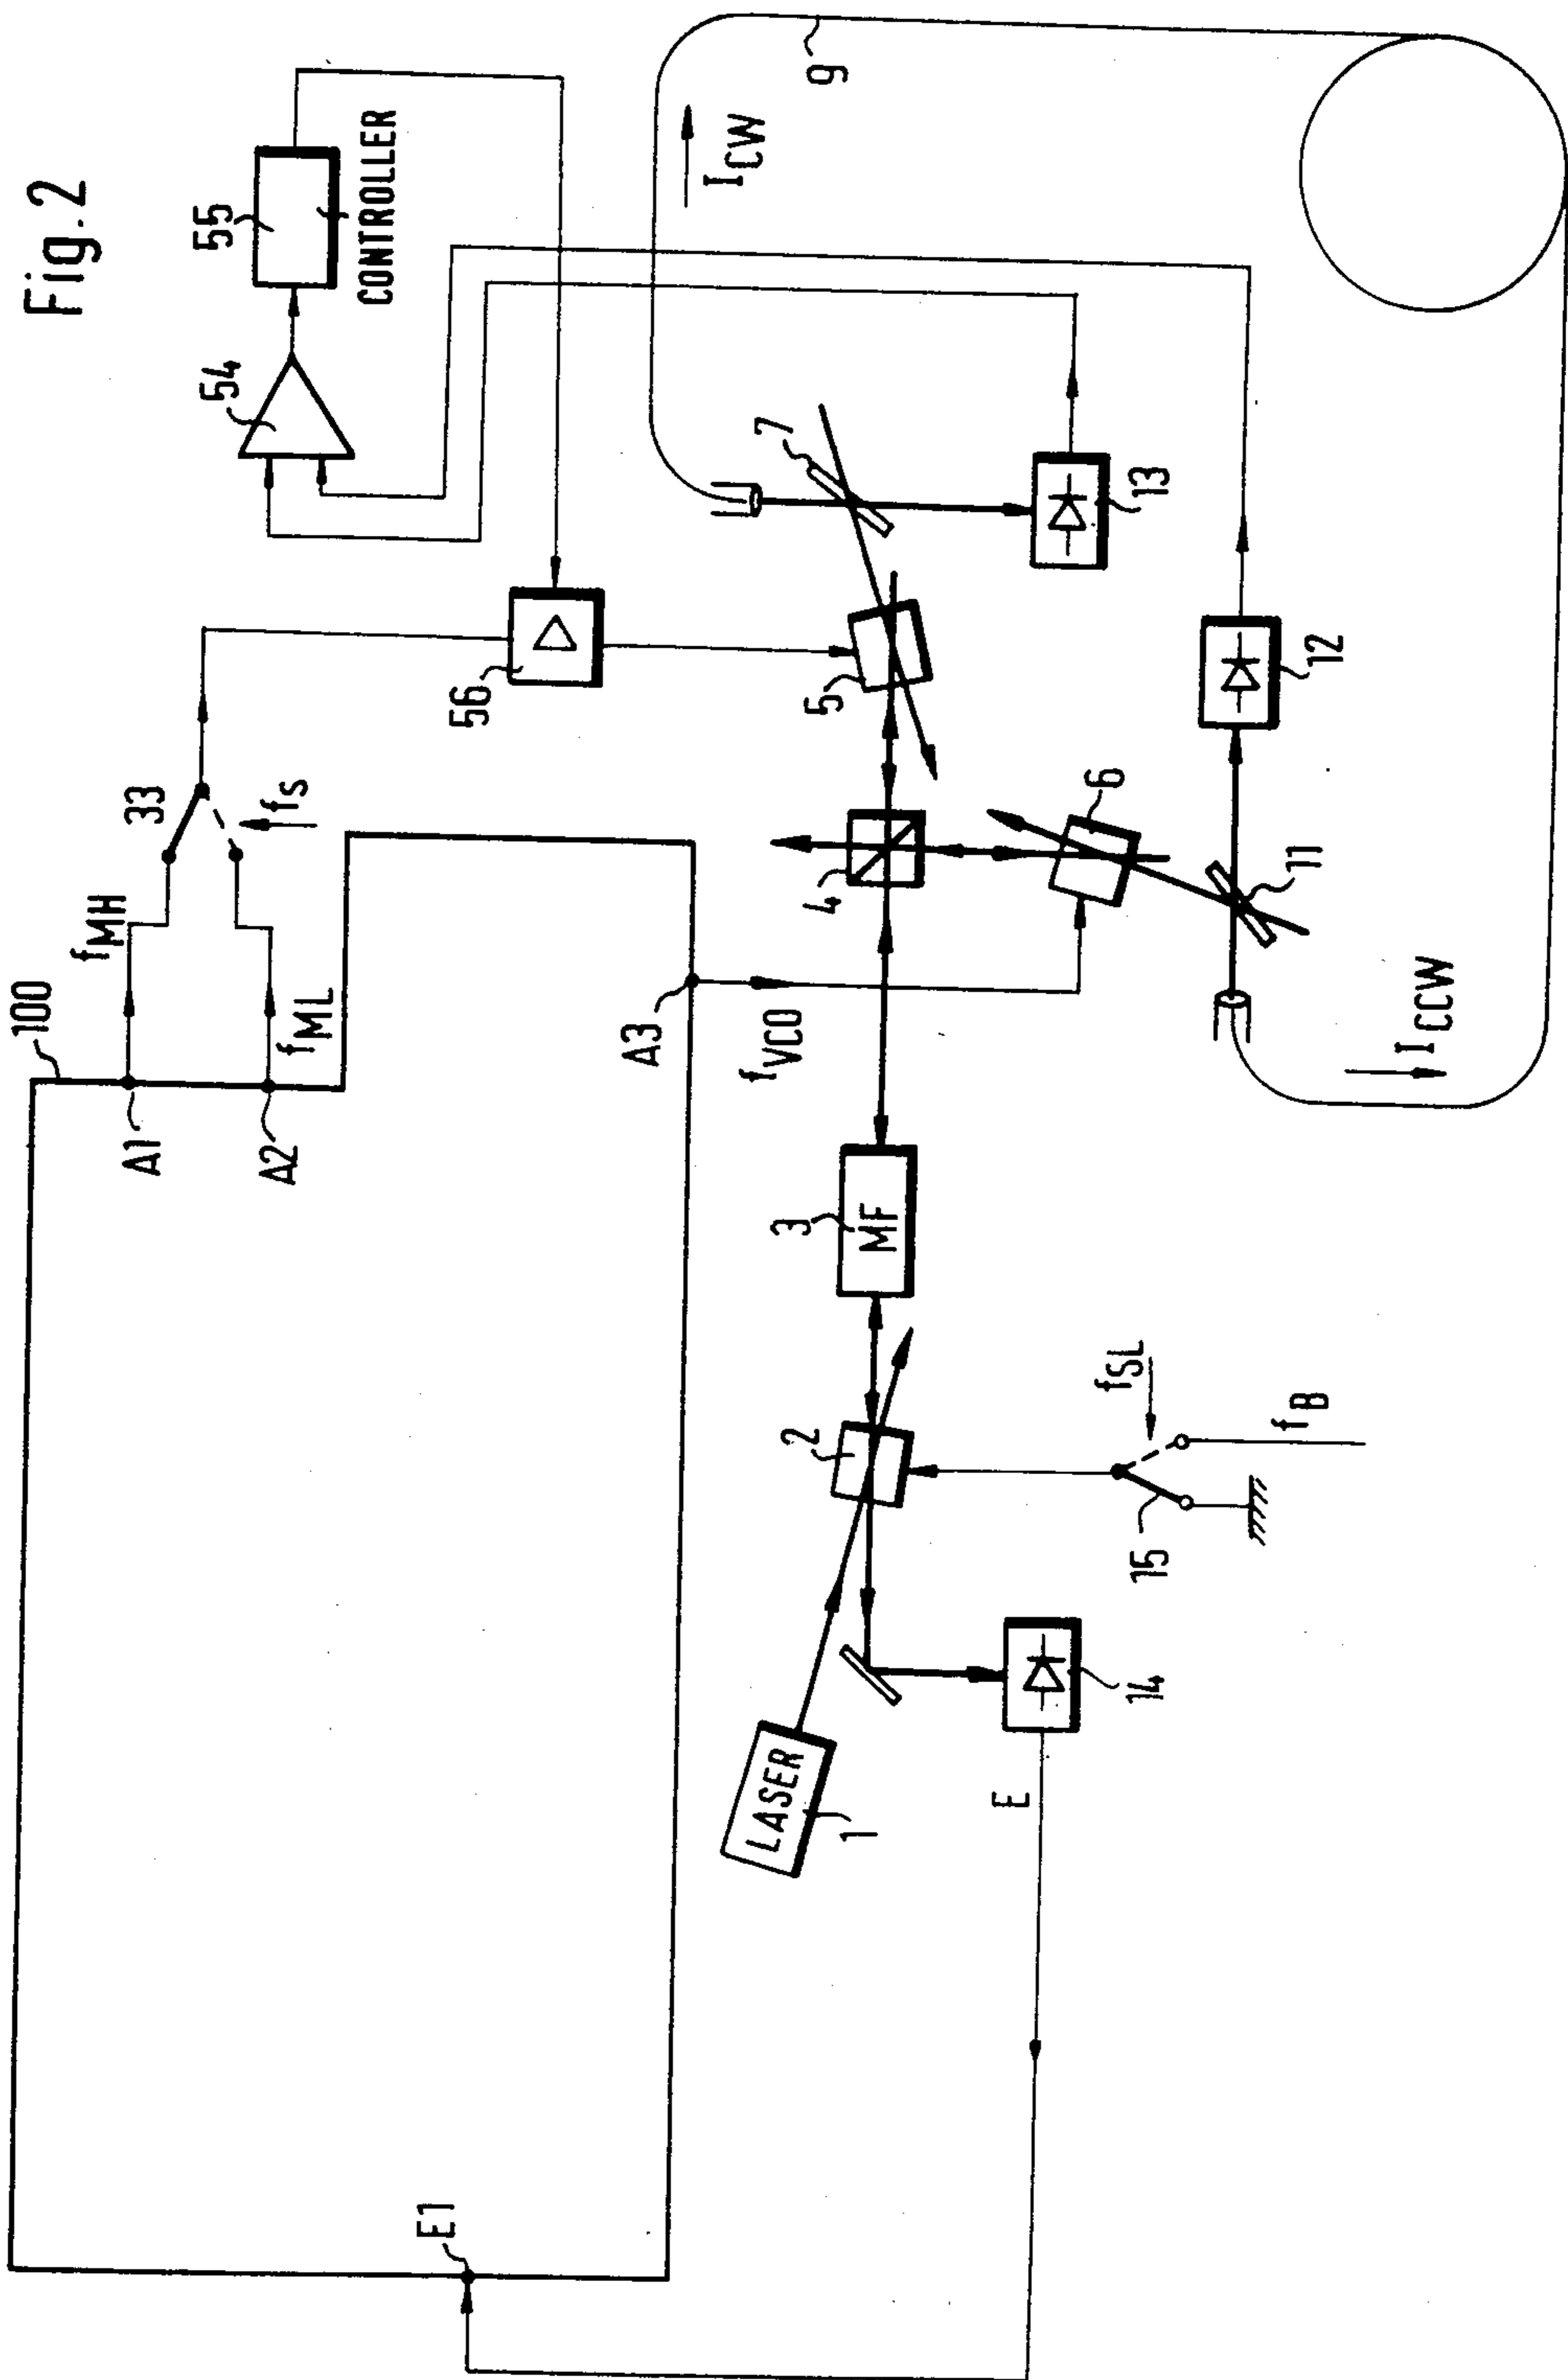 Fig. 2
55
CONTROLLER
54
33
100
f_MH
f_S
A1
f_ML
A2
56
9
I_CW
7
5
13
A3
f_VCO
4
6
12
11
I_CCW
3
MF
2
f_SL
f_B
15
LASER
1
14
E
E1